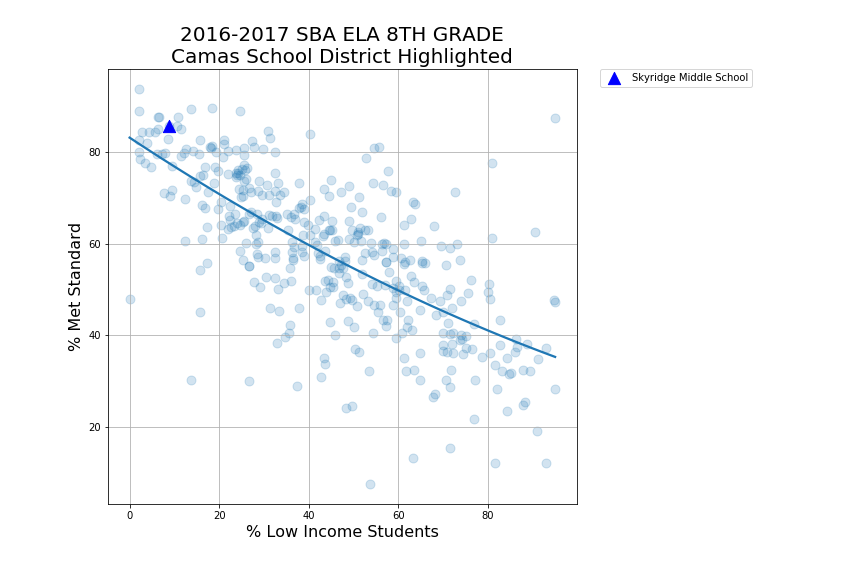 2016-2017 SBA ELA 8TH GRADE
Camas School District Highlighted
Skyridge Middle School
% Met Standard
80
60
40
20
0 20 40 60 80
% Low Income Students